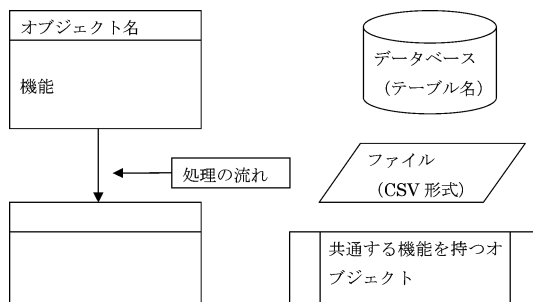 オブジェクト名
機能
データベース
（テーブル名）
処理の流れ
ファイル
（CSV 形式）
共通する機能を持つオ
ブジェクト